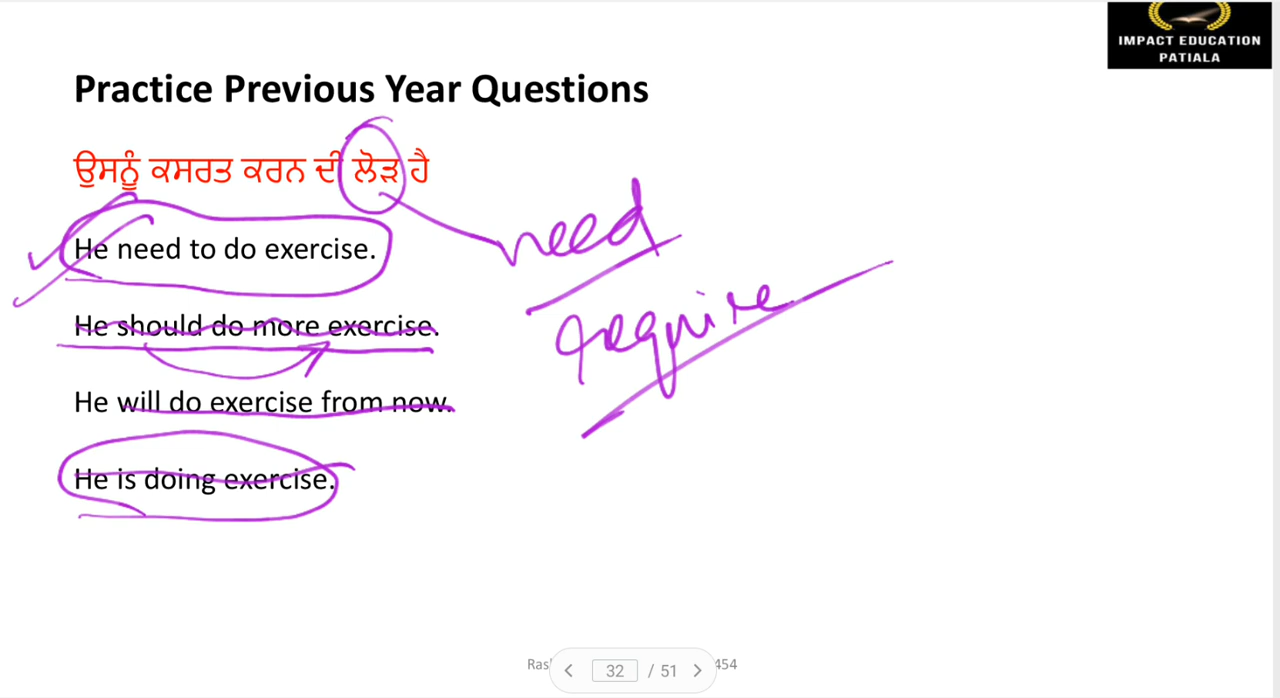 IMPACT EDUCATION
PATIALA
Practice Previous Year Questions
ਉਸਨੂੰ ਕਸਰਤ ਕਰਨ ਦੀ ਲੋੜ ਹੈ
He need to do exercise.
need
He should do more exercise.
require
He will do exercise from now.
He is doing exercise.
32 / 51
454